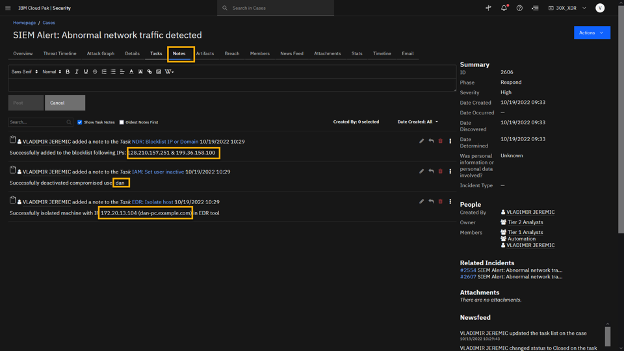 IBM Cloud Pak | Security
Search in Cases
30X_X3R
Homepage / Cases
SIEM Alert: Abnormal network traffic detected
Actions
Overview Threat Timeline Attack Graph Details Tasks Notes Artifacts Breach Members News Feed Attachments Stats Timeline Email
Sans Serif Normal B I U S A
Post Cancel
Search... Show Task Notes Oldest Notes First Created By: 0 selected Date Created: All
VLADIMIR JEREMIC added a note to the Task NDR: Blocklist IP or Domain 10/19/2022 10:29
Successfully added to the blocklist following IPs: 128.210.157.251 & 199.36.158.100
VLADIMIR JEREMIC added a note to the Task IAM: Set user inactive 10/19/2022 10:29
Successfully deactivated compromised use dan
VLADIMIR JEREMIC added a note to the Task EDR: Isolate host 10/19/2022 10:29
Successfully isolated machine with I 172.20.13.104 (dan-pc.example.com) in EDR tool
Summary
ID 2606
Phase Respond
Severity High
Date Created 10/19/2022 09:33
Date Occurred —
Date Discovered 10/19/2022 09:33
Date Determined 10/19/2022 09:33
Was personal information or personal data involved? Unknown
Incident Type —
People
Created By VLADIMIR JEREMIC
Owner Tier 2 Analysts
Members Tier 1 Analysts
Automation
VLADIMIR JEREMIC
Related Incidents
#2554 SIEM Alert: Abnormal network tra...
#2607 SIEM Alert: Abnormal network tra...
Attachments
There are no attachments.
Newsfeed
VLADIMIR JEREMIC updated the task list on the case
VLADIMIR JEREMIC changed status to Closed on the task